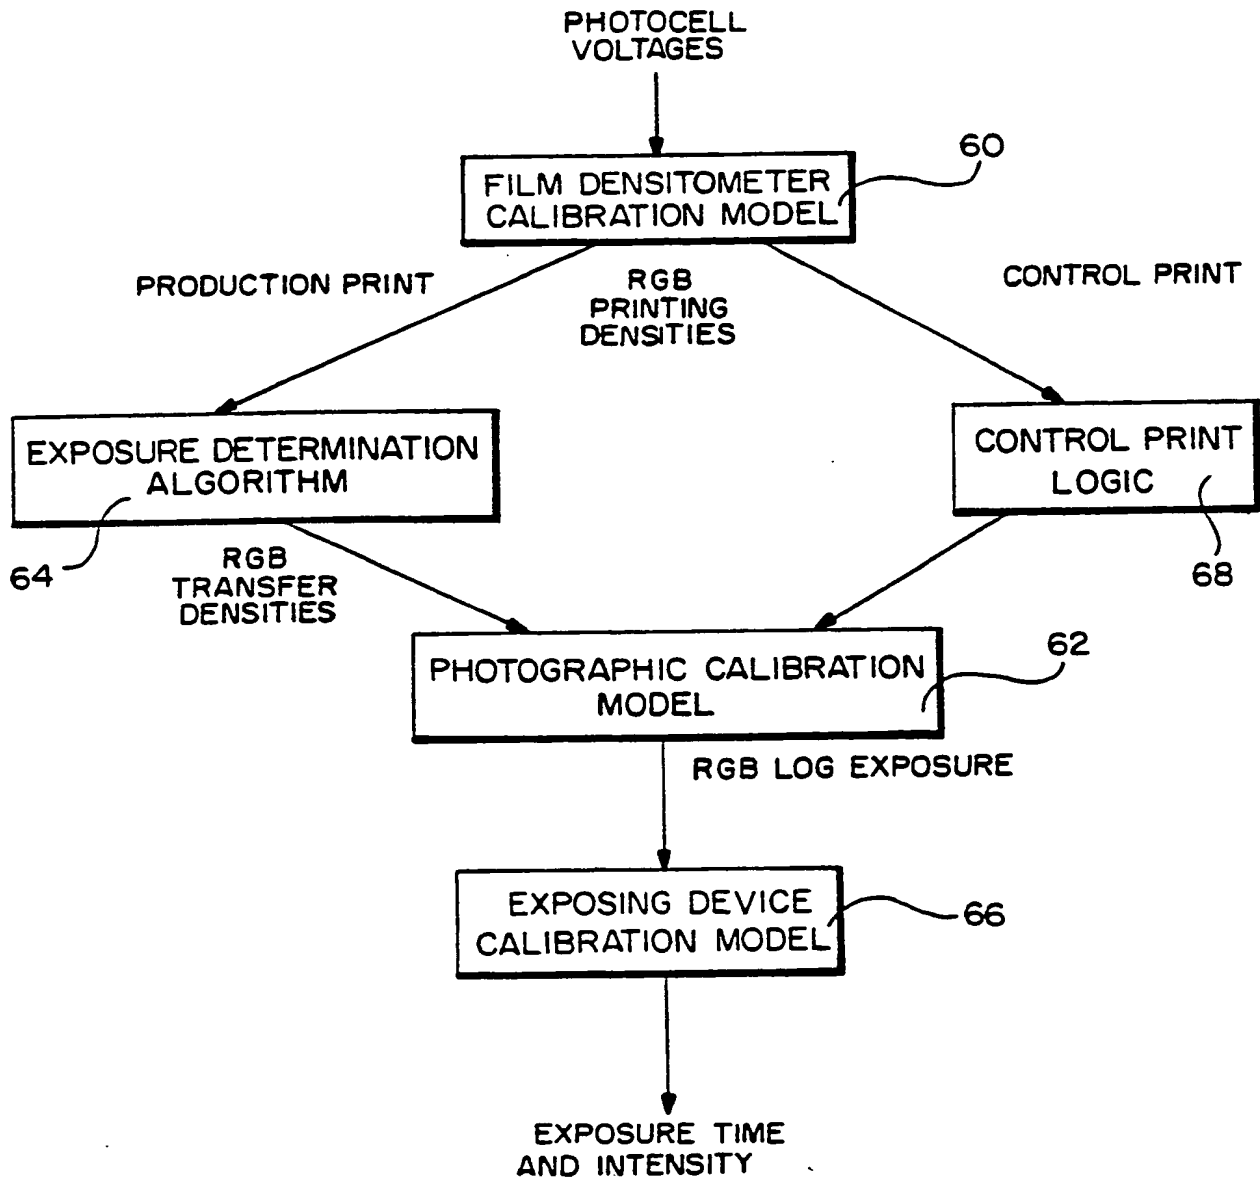 PHOTOCELL
VOLTAGES
60
FILM DENSITOMETER
CALIBRATION MODEL
PRODUCTION PRINT
RGB
PRINTING
DENSITIES
CONTROL PRINT
EXPOSURE DETERMINATION
ALGORITHM
64
CONTROL PRINT
LOGIC
68
RGB
TRANSFER
DENSITIES
62
PHOTOGRAPHIC CALIBRATION
MODEL
RGB LOG EXPOSURE
EXPOSING DEVICE
CALIBRATION MODEL
66
EXPOSURE TIME
AND INTENSITY